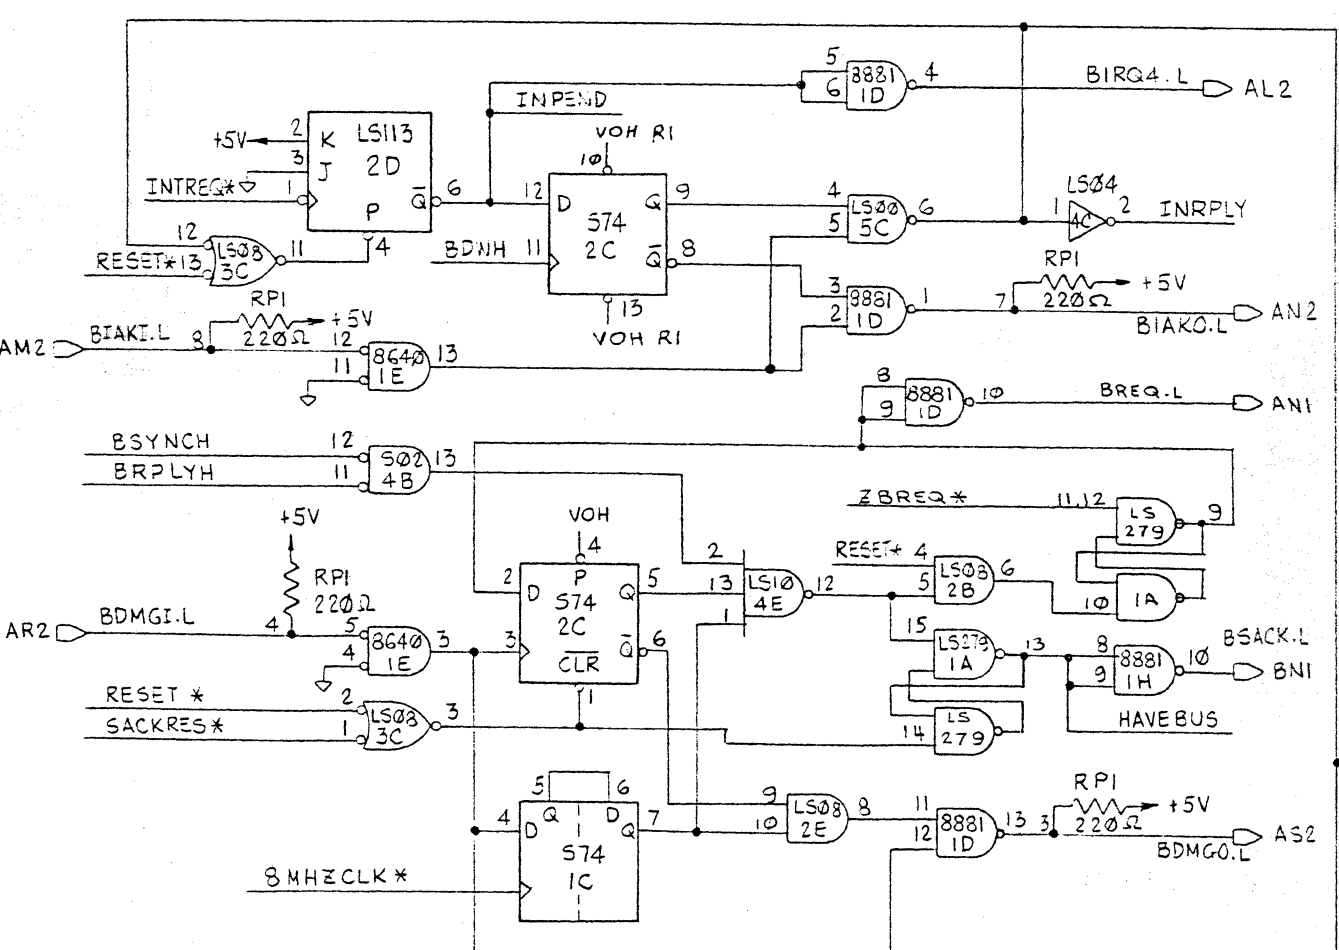 5
6
8881
1D
4
BIRQ4.L
AL2
INPEND
+5V
2
K
LS113
2D
3
J
INTREQ*
1
P
Q
6
4
VOH R1
10
12
D
Q
9
S74
2C
BDNH
11
Q
8
13
VOH R1
4
5
LS00
5C
6
LS04
1
4C
2
INRPLY
12
RESET*
13
LS08
3C
11
RP1
+5V
220Ω
3
2
8881
1D
1
7
RP1
+5V
220Ω
BIAKO.L
AN2
AM2
BIAKI.L
8
12
11
8640
1E
13
8
9
8881
1D
10
BREQ.L
AN1
BSYNCH
12
BRPLYH
11
S02
4B
13
ZBREQ*
11,12
LS
279
9
10
1A
+5V
RP1
220Ω
VOH
4
P
2
D
Q
5
S74
2C
3
CLR
Q
6
1
2
13
1
LS10
4E
12
RESET*
4
5
LS08
2B
6
AR2
BDMGI.L
4
5
4
8640
1E
3
15
LS279
1A
13
8
9
8881
1H
10
BSACK.L
BN1
HAVEBUS
14
LS
279
RESET *
2
SACKRES*
1
LS08
3C
3
5
6
Q
D
4
D
Q
7
S74
1C
8MHZCLK*
9
10
LS08
2E
8
11
12
8881
1D
13
3
RP1
+5V
220Ω
BDMGO.L
AS2